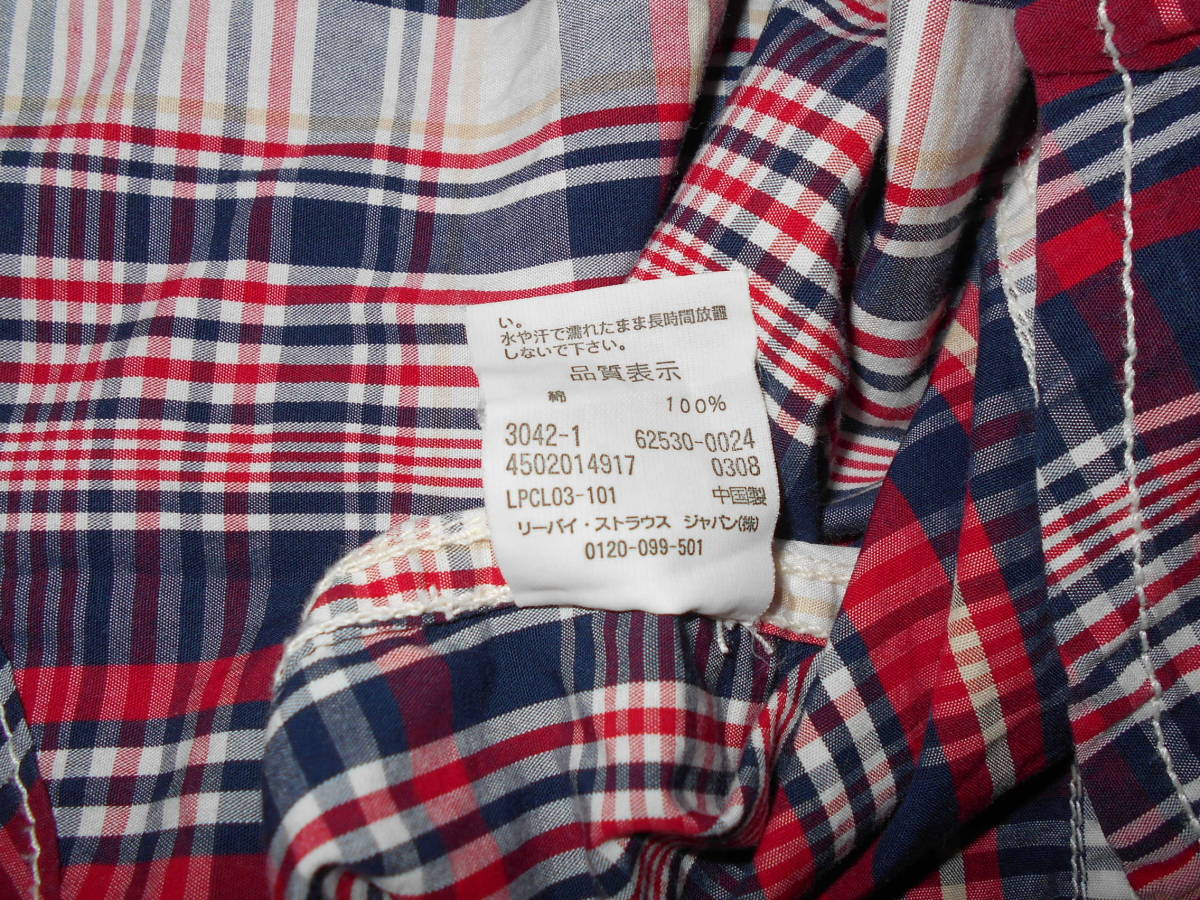 い。
水や汗で濡れたまま長時間放置
しないで下さい。
品質表示
綿 100%
3042-1 62530-0024
4502014917 0308
LPCL03-101 中国製
リーバイ・ストラウス ジャパン(株)
0120-099-501